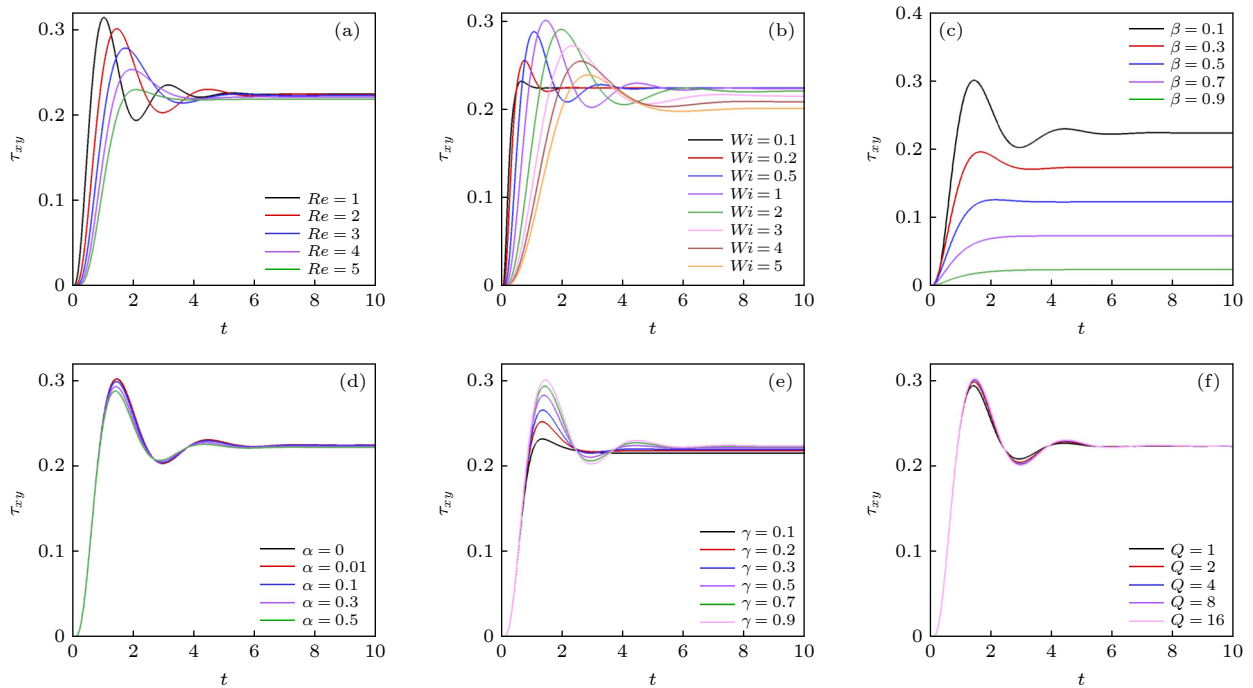 (a)
τxy
0.3
0.2
0.1
0
Re = 1
Re = 2
Re = 3
Re = 4
Re = 5
0 2 4 6 8 10
t
(b)
τxy
0.3
0.2
0.1
0
Wi = 0.1
Wi = 0.2
Wi = 0.5
Wi = 1
Wi = 2
Wi = 3
Wi = 4
Wi = 5
0 2 4 6 8 10
t
(c)
τxy
0.4
0.3
0.2
0.1
0
β = 0.1
β = 0.3
β = 0.5
β = 0.7
β = 0.9
0 2 4 6 8 10
t
(d)
τxy
0.3
0.2
0.1
0
α = 0
α = 0.01
α = 0.1
α = 0.3
α = 0.5
0 2 4 6 8 10
t
(e)
τxy
0.3
0.2
0.1
0
γ = 0.1
γ = 0.2
γ = 0.3
γ = 0.5
γ = 0.7
γ = 0.9
0 2 4 6 8 10
t
(f)
τxy
0.3
0.2
0.1
0
Q = 1
Q = 2
Q = 4
Q = 8
Q = 16
0 2 4 6 8 10
t